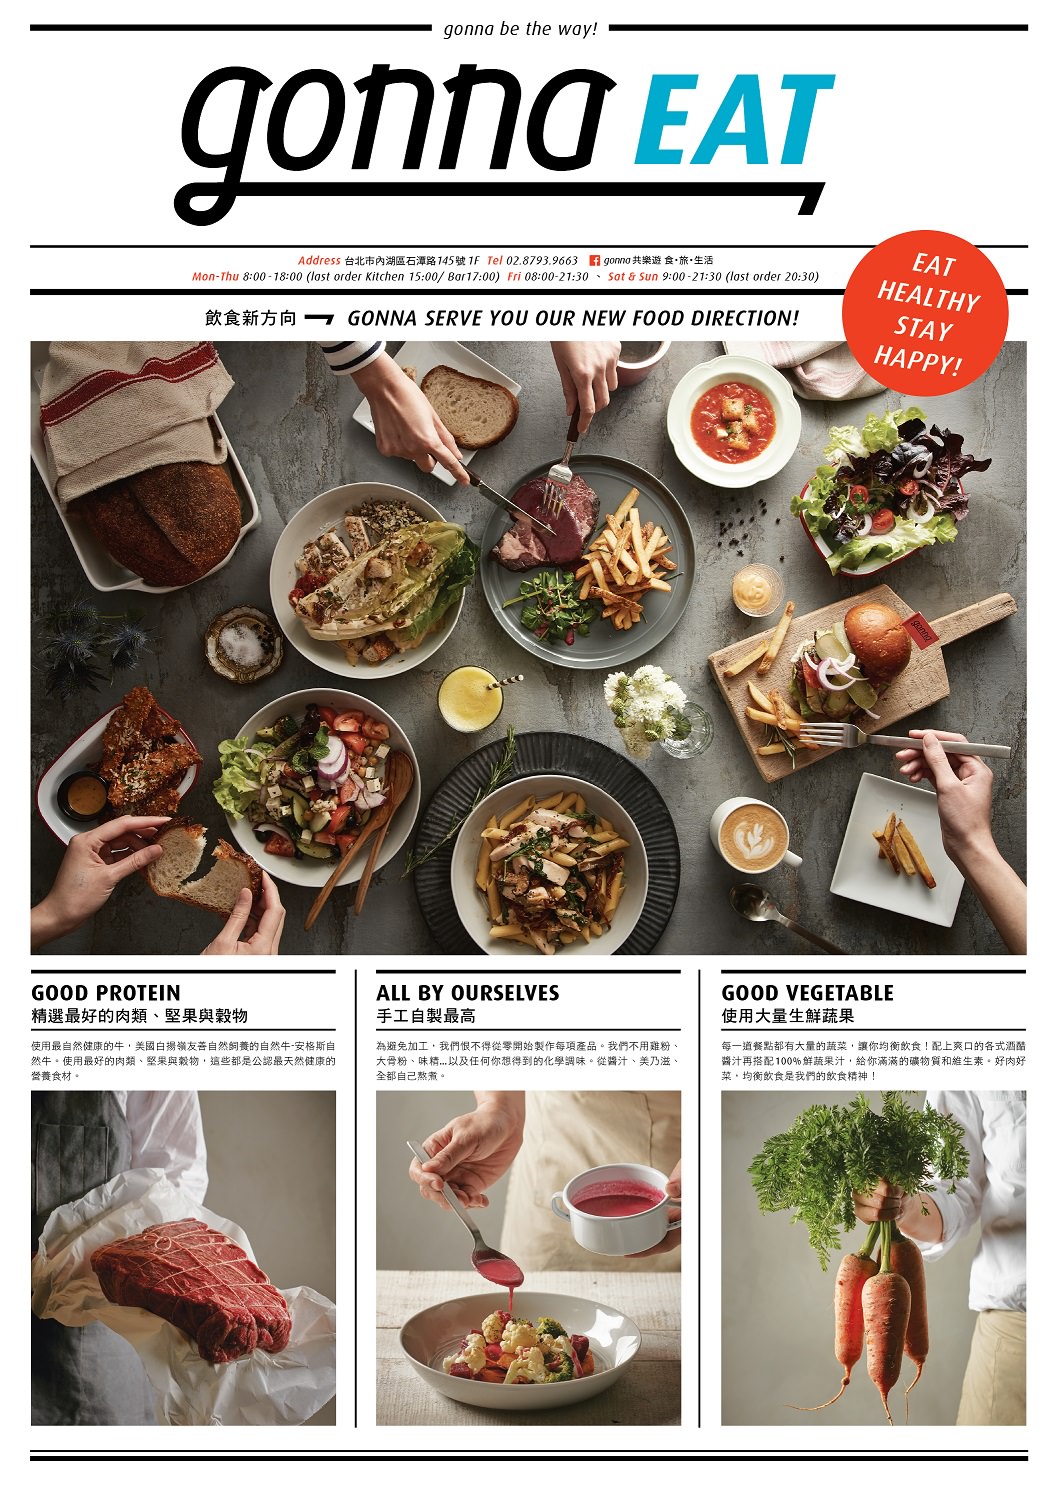 gonna be the way!
gonna EAT
Address 台北市內湖區石潭路145號 1F Tel 02.8793.9663 gonna共樂遊 食•旅•生活
Mon-Thu 8:00-18:00 (last order Kitchen 15:00/ Bar17:00) Fri 08:00-21:30 、 Sat & Sun 9:00-21:30 (last order 20:30)
EAT
HEALTHY
STAY
HAPPY!
飲食新方向 GONNA SERVE YOU OUR NEW FOOD DIRECTION!
gonna
GOOD PROTEIN
精選最好的肉類、堅果與穀物
使用最自然健康的牛，美國白揚嶺友善自然飼養的自然牛-安格斯自
然牛。使用最好的肉類、堅果與穀物，這些都是公認最天然健康的
營養食材。
ALL BY OURSELVES
手工自製最高
為避免加工，我們恨不得從零開始製作每項產品。我們不用雞粉、
大骨粉、味精...以及任何你想得到的化學調味。從醬汁、美乃滋、
全都自己熬煮。
GOOD VEGETABLE
使用大量生鮮蔬果
每一道餐點都有大量的蔬菜，讓你均衡飲食！配上爽口的各式酒醋
醬汁再搭配100%鮮蔬果汁，給你滿滿的礦物質和維生素。好肉好
菜，均衡飲食是我們的飲食精神！